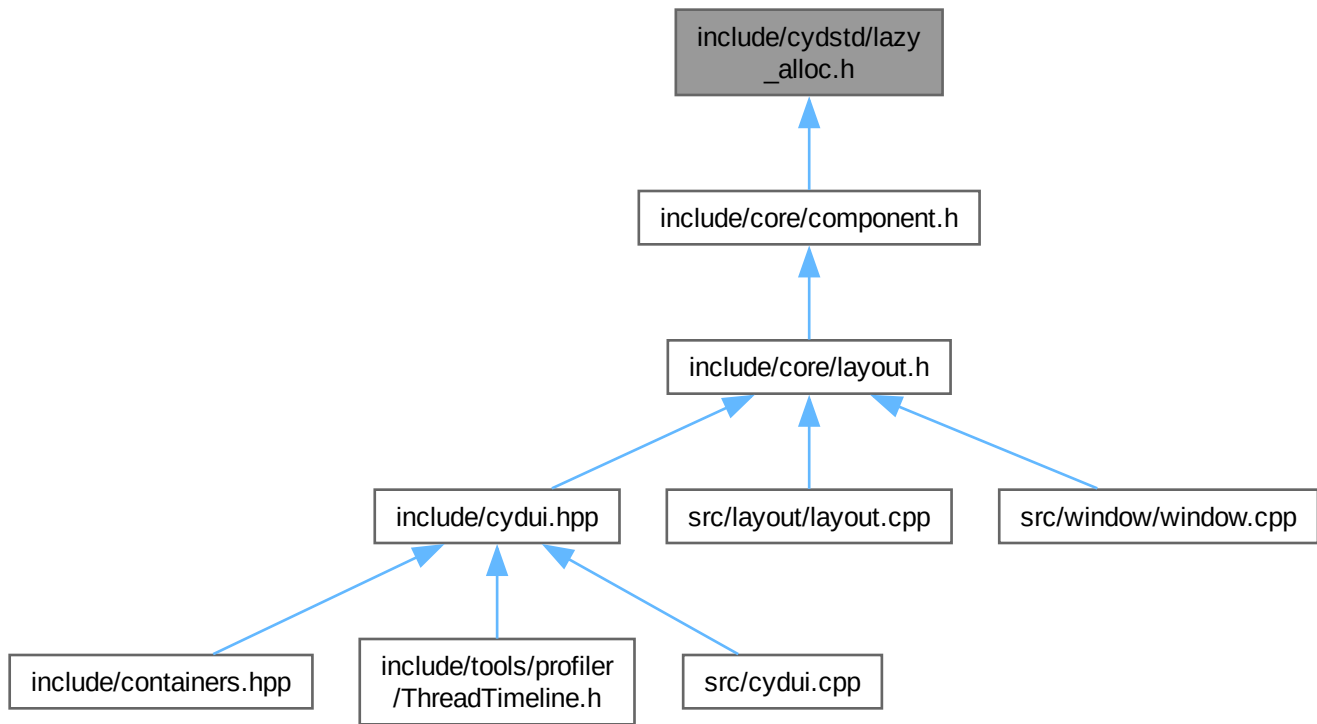 include/cydstd/lazy
_alloc.h
include/core/component.h
include/core/layout.h
include/cydui.hpp
src/layout/layout.cpp
src/window/window.cpp
include/containers.hpp
include/tools/profiler
/ThreadTimeline.h
src/cydui.cpp